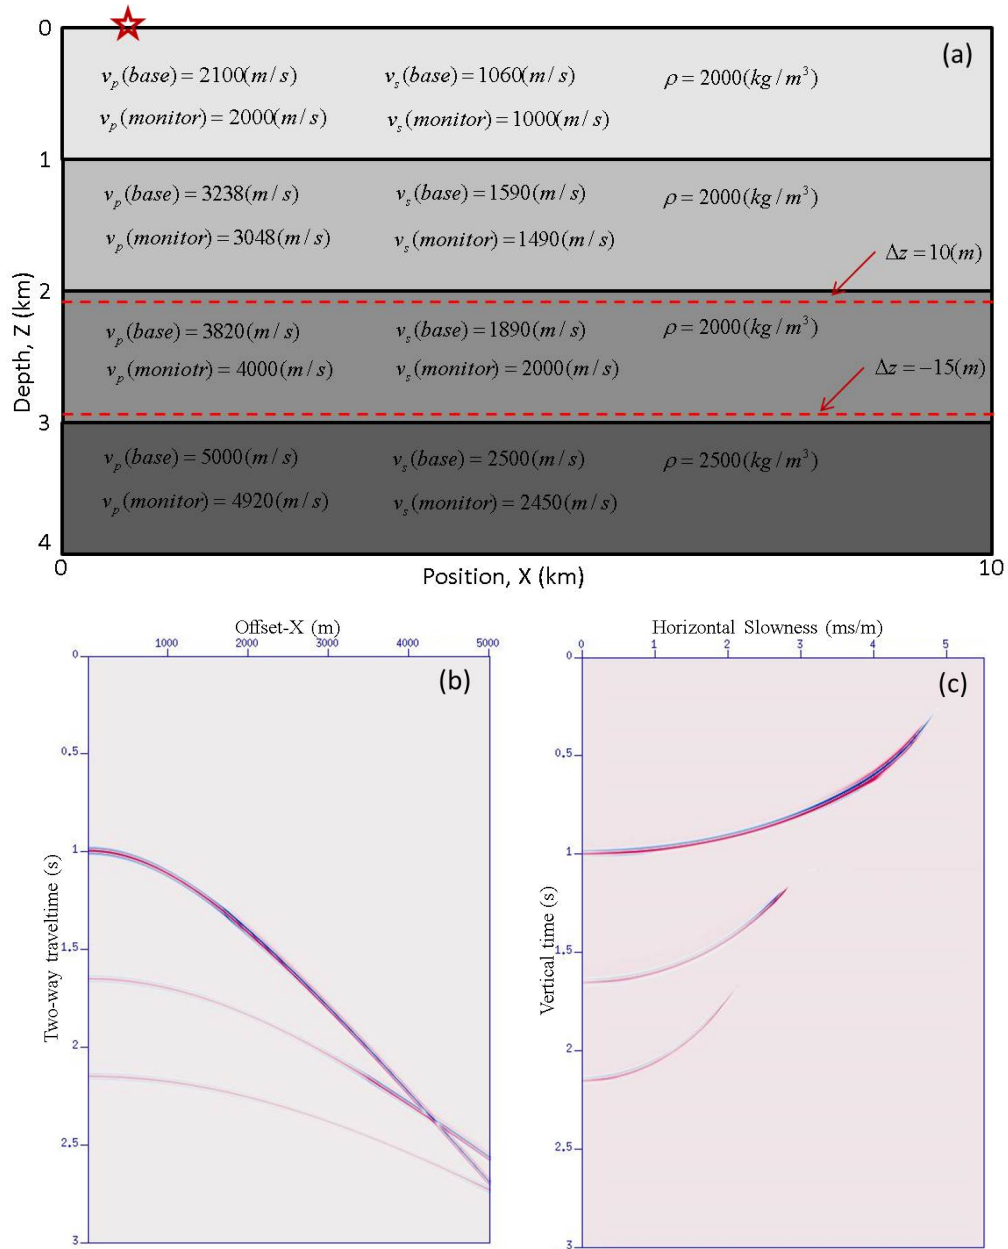 0
(a)
v_p(base) = 2100(m/s) v_s(base) = 1060(m/s) ρ = 2000(kg/m³)
v_p(monitor) = 2000(m/s) v_s(monitor) = 1000(m/s)
1
v_p(base) = 3238(m/s) v_s(base) = 1590(m/s) ρ = 2000(kg/m³)
v_p(monitor) = 3048(m/s) v_s(monitor) = 1490(m/s)
Δz = 10(m)
2
v_p(base) = 3820(m/s) v_s(base) = 1890(m/s) ρ = 2000(kg/m³)
v_p(moniotr) = 4000(m/s) v_s(monitor) = 2000(m/s)
Δz = −15(m)
3
v_p(base) = 5000(m/s) v_s(base) = 2500(m/s) ρ = 2500(kg/m³)
v_p(monitor) = 4920(m/s) v_s(monitor) = 2450(m/s)
4
Depth, Z (km)
0 10
Position, X (km)
Offset-X (m)
1000 2000 3000 4000 5000
(b)
0
0.5
1
1.5
2
2.5
3
Two-way traveltime (s)
Horizontal Slowness (ms/m)
0 1 2 3 4 5
(c)
0
0.5
1
1.5
2
2.5
3
Vertical time (s)